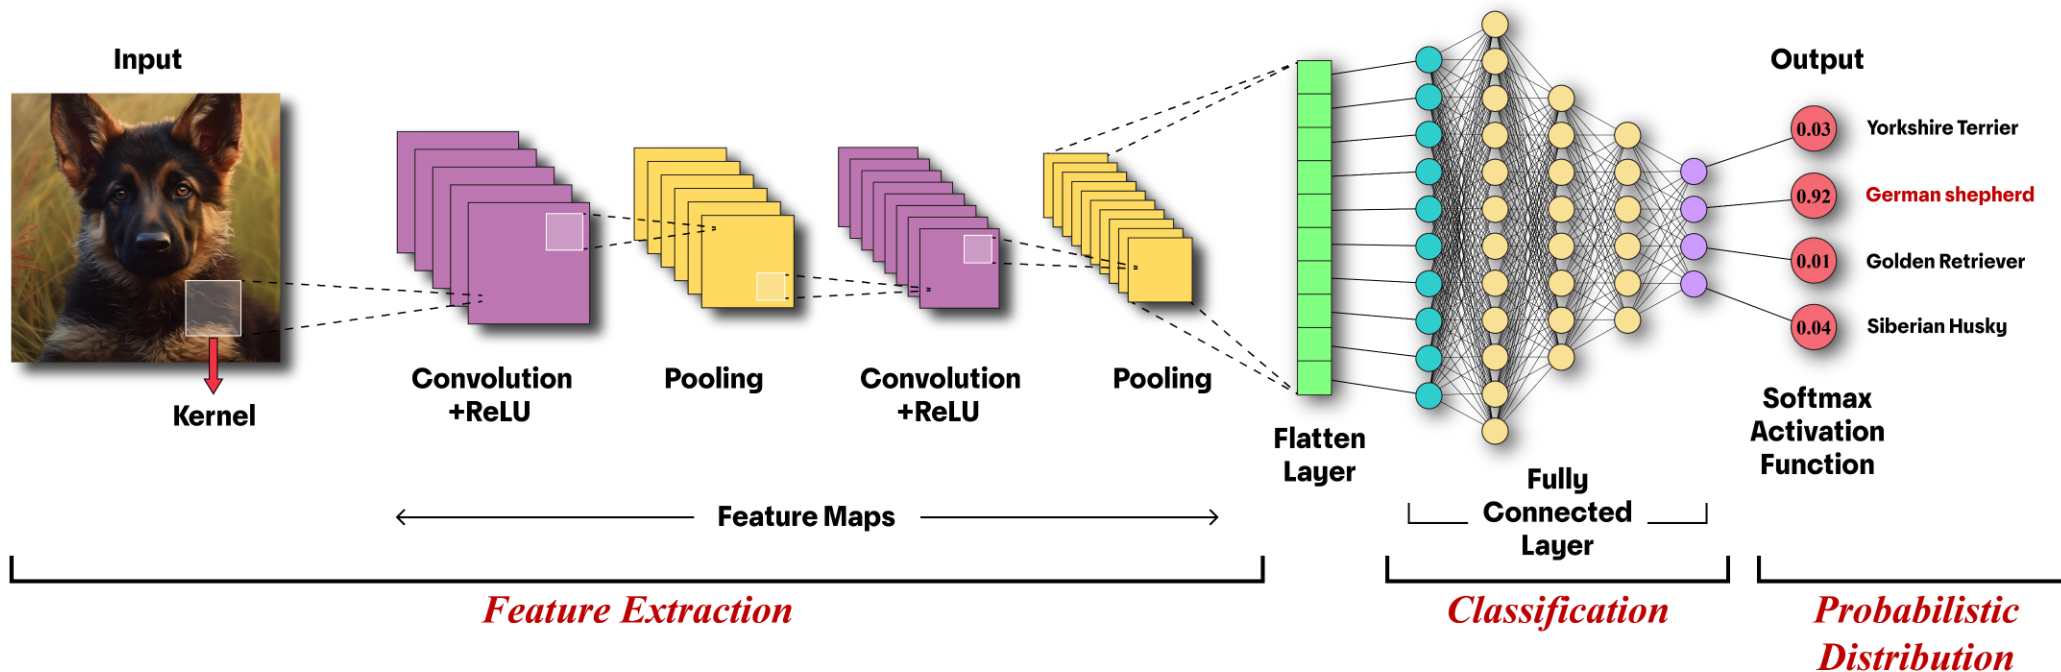 Input
Kernel
Convolution
+ReLU
Pooling
Convolution
+ReLU
Pooling
Feature Maps
Flatten
Layer
Fully
Connected
Layer
Output
0.03 Yorkshire Terrier
0.92 German shepherd
0.01 Golden Retriever
0.04 Siberian Husky
Softmax
Activation
Function
Feature Extraction
Classification
Probabilistic
Distribution